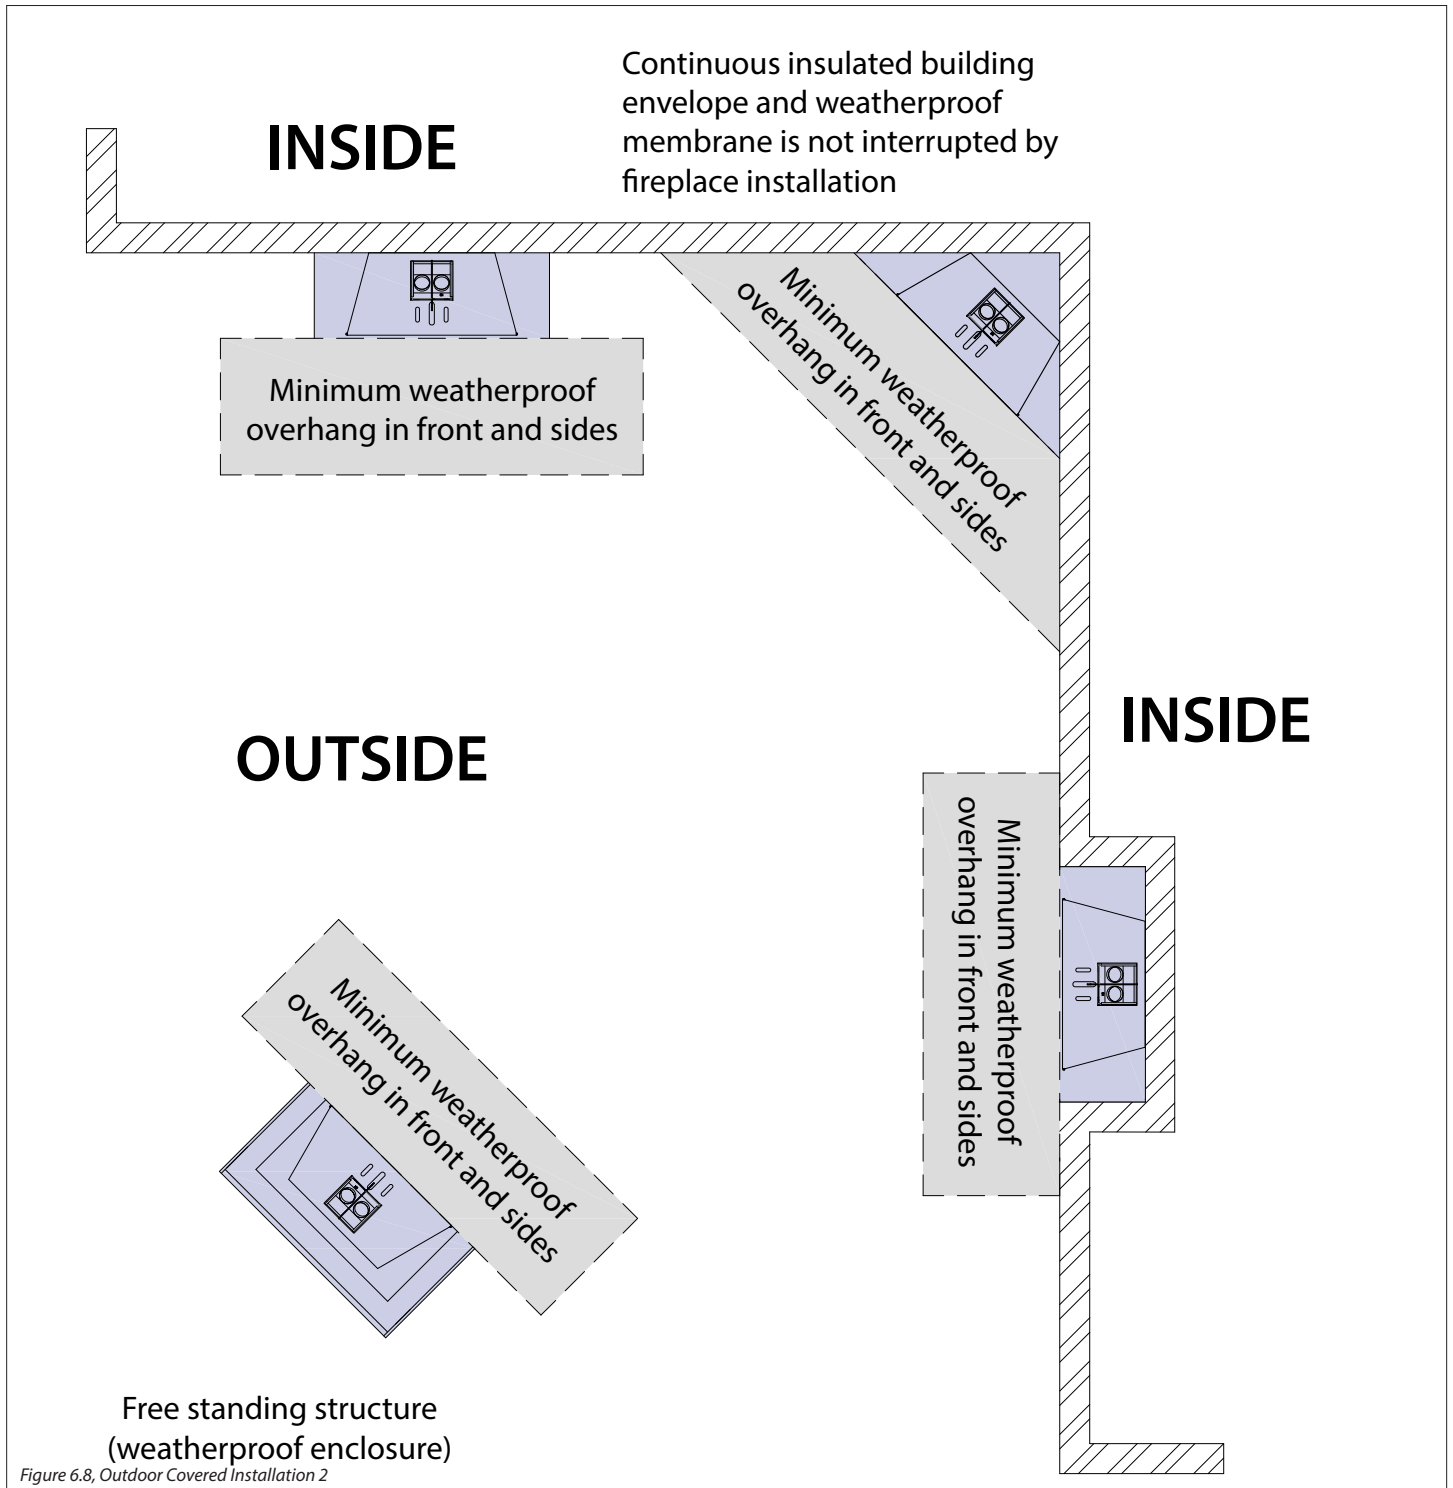 Continuous insulated building
envelope and weatherproof
membrane is not interrupted by
fireplace installation
INSIDE
Minimum weatherproof
overhang in front and sides
Minimum weatherproof
overhang in front and sides
INSIDE
OUTSIDE
Minimum weatherproof
overhang in front and sides
Minimum weatherproof
overhang in front and sides
Free standing structure
(weatherproof enclosure)
Figure 6.8, Outdoor Covered Installation 2